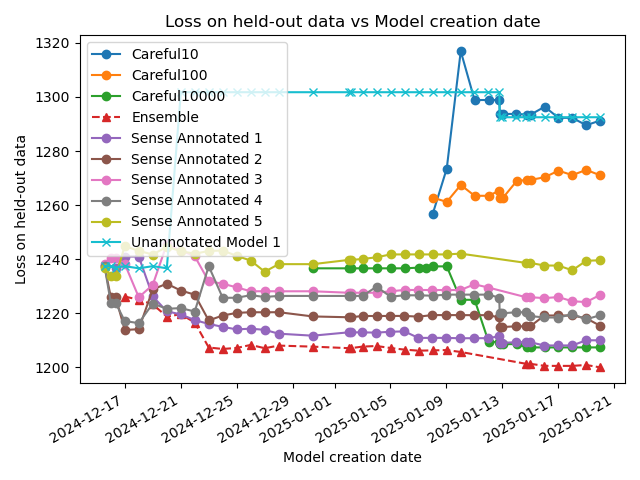 Loss on held-out data vs Model creation date
Loss on held-out data
1320
1300
1280
1260
1240
1220
1200
Careful10
Careful100
Careful10000
Ensemble
Sense Annotated 1
Sense Annotated 2
Sense Annotated 3
Sense Annotated 4
Sense Annotated 5
Unannotated Model 1
2024-12-17
2024-12-21
2024-12-25
2024-12-29
2025-01-01
2025-01-05
2025-01-09
2025-01-13
2025-01-17
2025-01-21
Model creation date